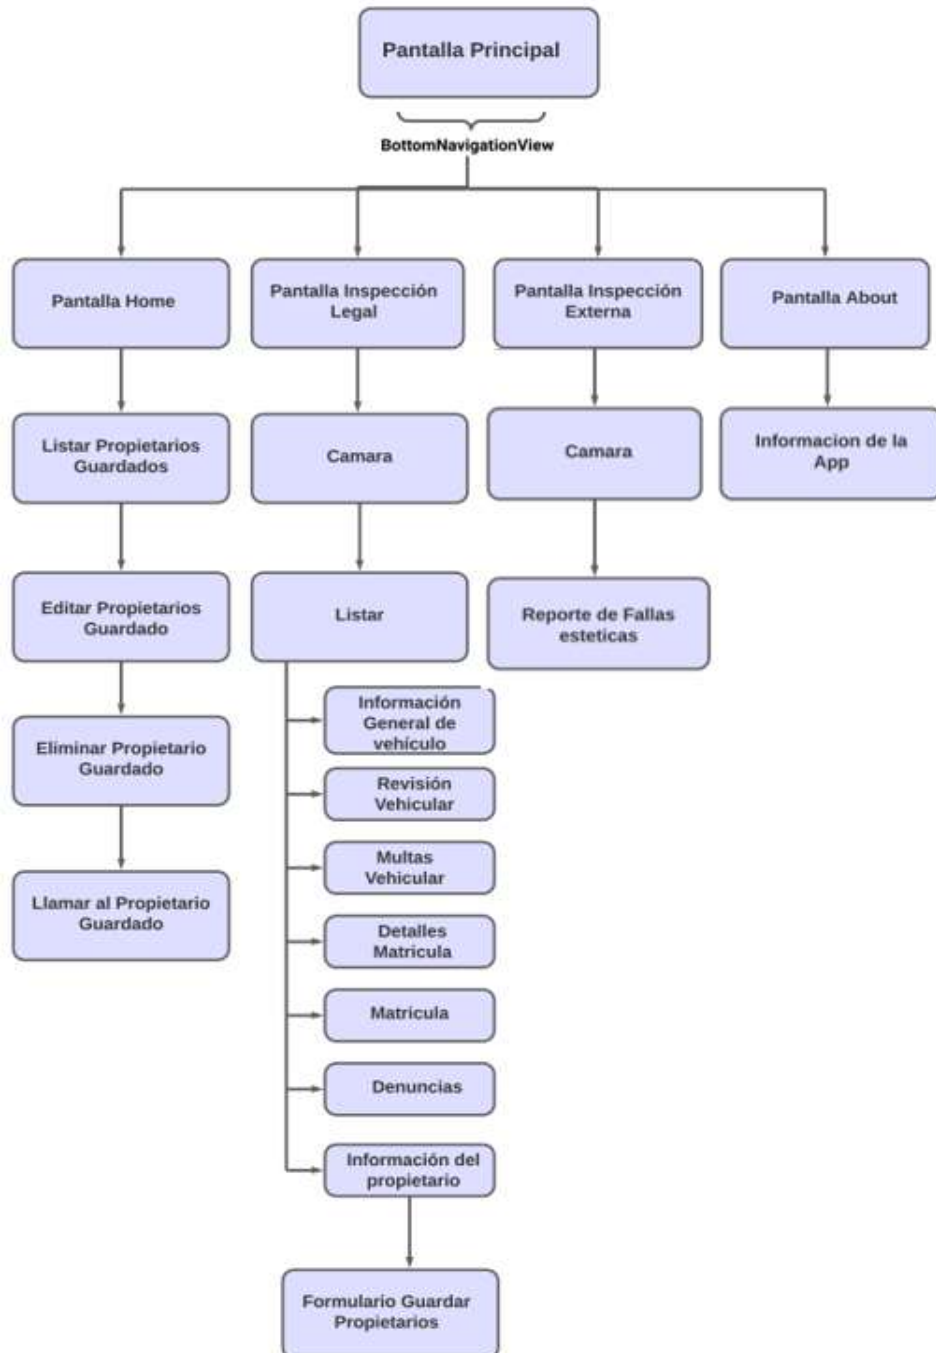 Pantalla Principal
BottomNavigationView
Pantalla Home
Pantalla Inspección
Legal
Pantalla Inspección
Externa
Pantalla About
Listar Propietarios
Guardados
Camara
Camara
Informacion de la
App
Editar Propietarios
Guardado
Listar
Reporte de Fallas
esteticas
Eliminar Propietario
Guardado
Llamar al Propietario
Guardado
Información
General de
vehículo
Revisión
Vehicular
Multas
Vehicular
Detalles
Matricula
Matricula
Denuncias
Información del
propietario
Formulario Guardar
Propietarios